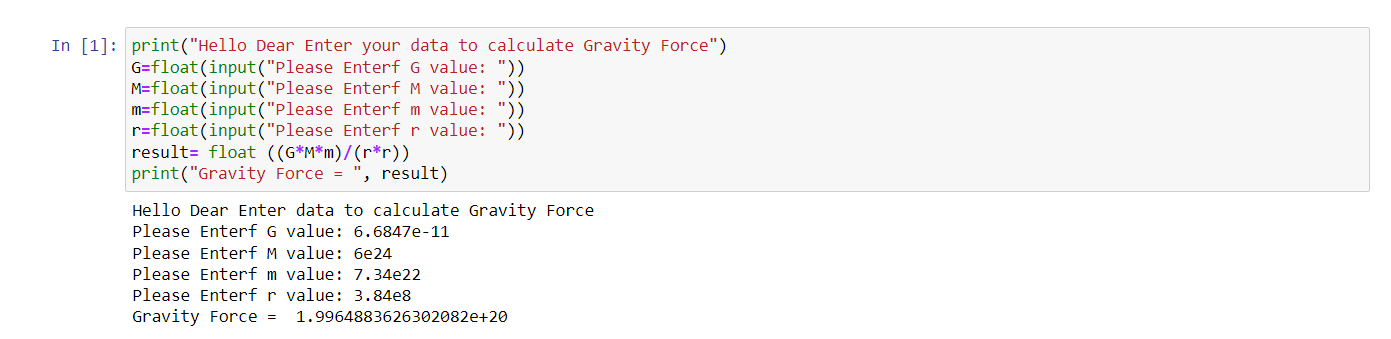 In [1]: print("Hello Dear Enter your data to calculate Gravity Force")
G=float(input("Please Enterf G value: "))
M=float(input("Please Enterf M value: "))
m=float(input("Please Enterf m value: "))
r=float(input("Please Enterf r value: "))
result= float ((G*M*m)/(r*r))
print("Gravity Force = ", result)
Hello Dear Enter data to calculate Gravity Force
Please Enterf G value: 6.6847e-11
Please Enterf M value: 6e24
Please Enterf m value: 7.34e22
Please Enterf r value: 3.84e8
Gravity Force =  1.9964883626302082e+20